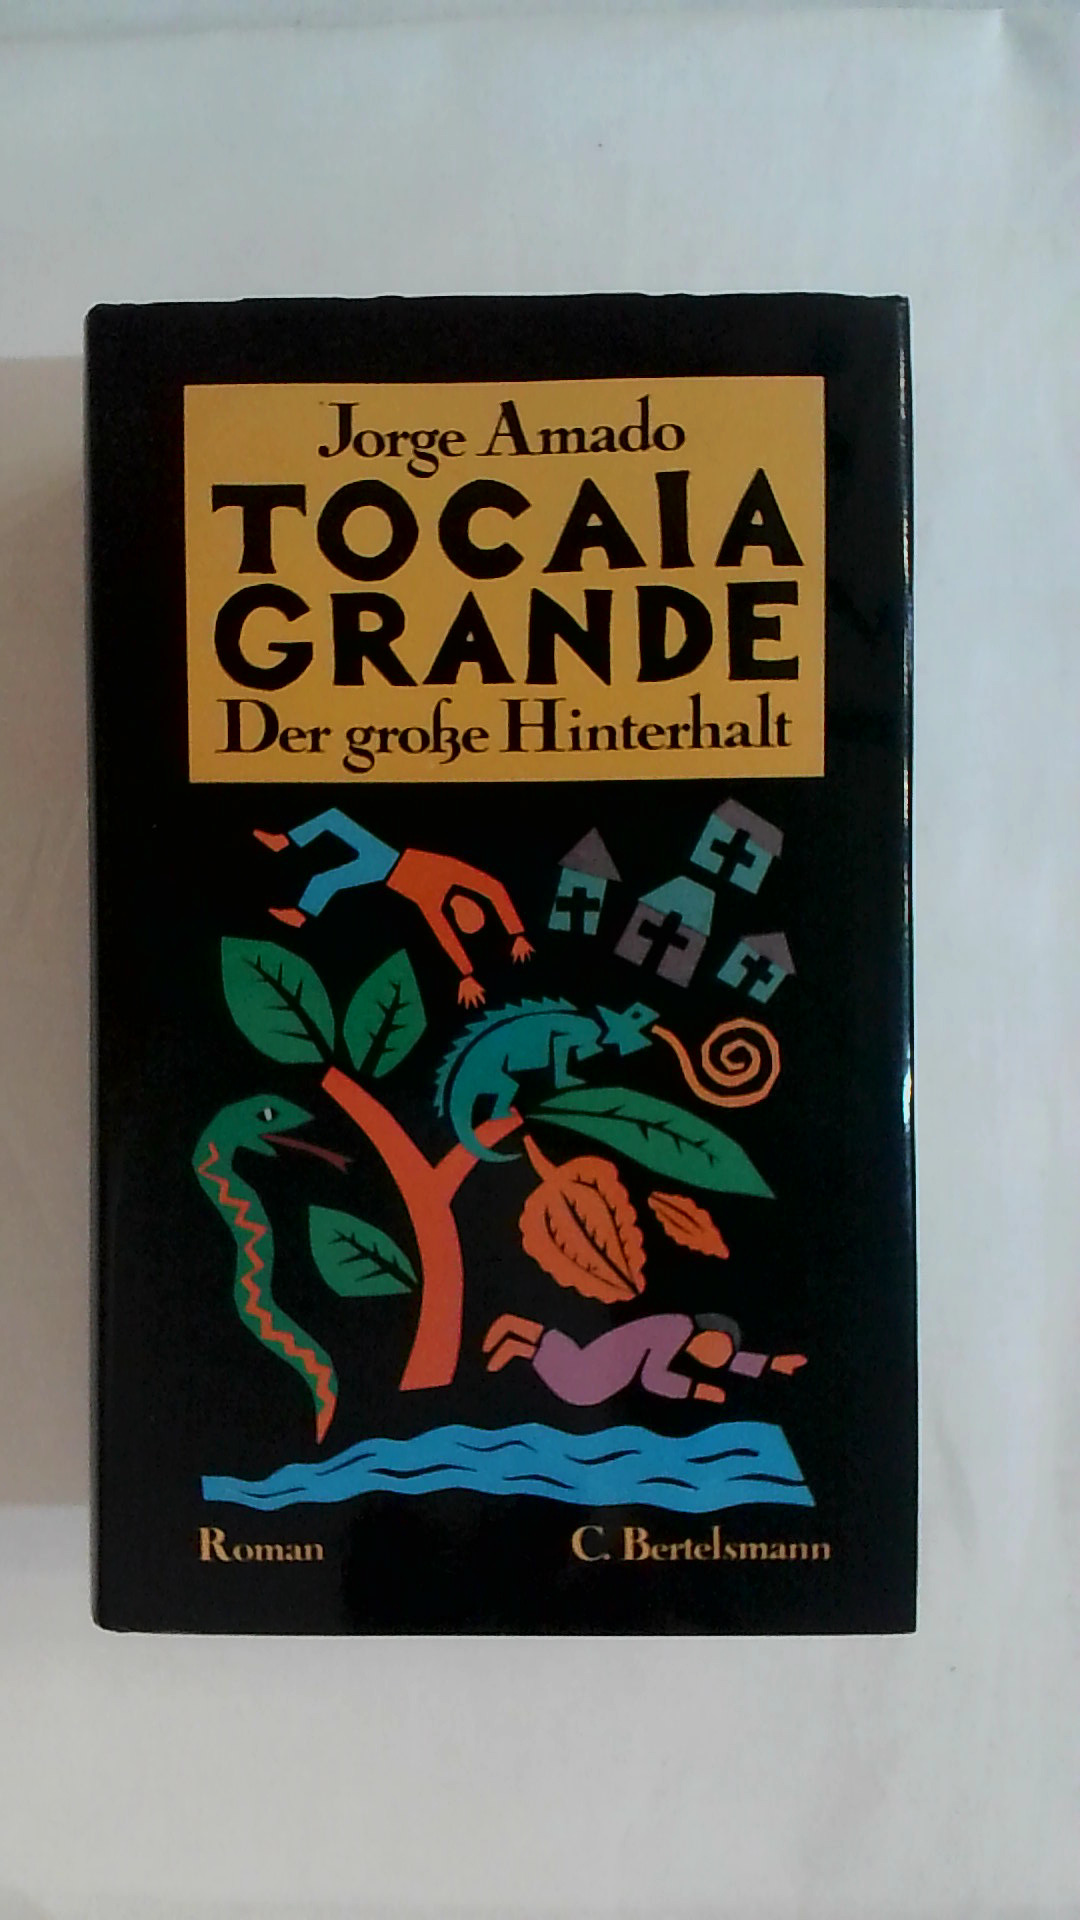 Jorge Amado
TOCAIA
GRANDE
Der große Hinterhalt
Roman
C. Bertelsmann